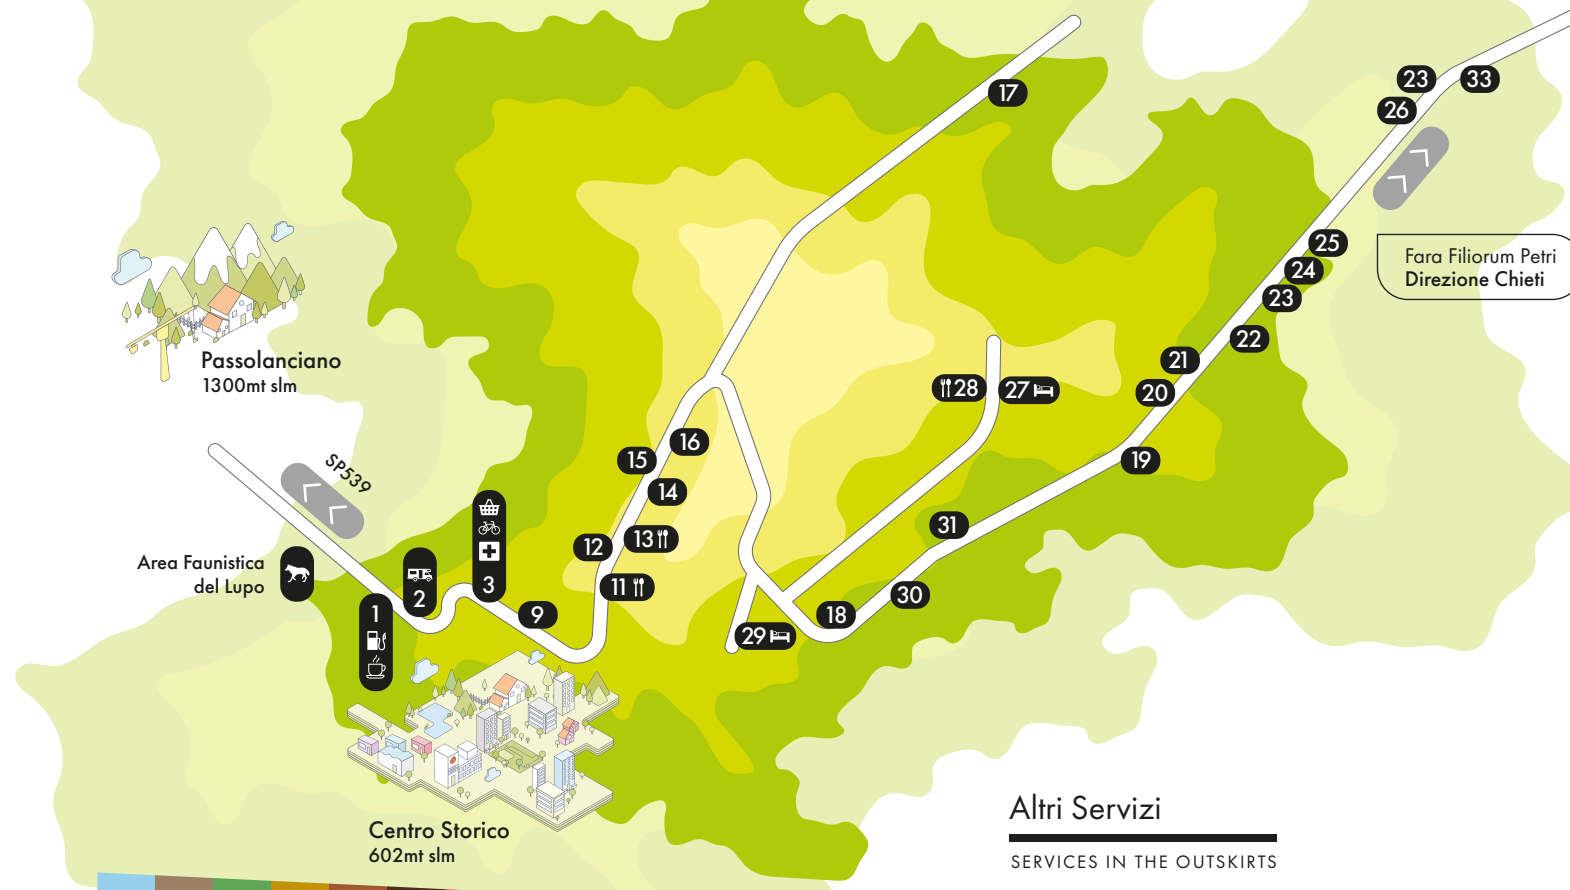 17
23
33
26
25
24
23
22
21
20
19
Fara Filiorum Petri
Direzione Chieti
Passolanciano
1300mt slm
SP539
28
27
16
15
14
13
12
11
31
30
18
29
Area Faunistica
del Lupo
1
2
3
9
Centro Storico
602mt slm
Altri Servizi
SERVICES IN THE OUTSKIRTS